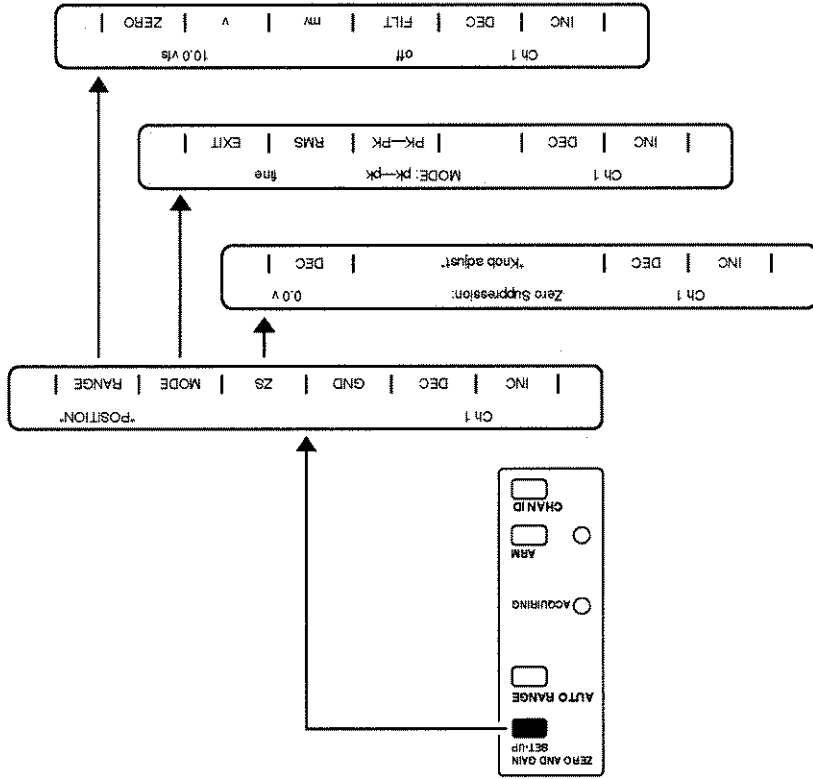 ZERO AND GAIN
SET-UP
AUTO RANGE
ACQUIRING
ARM
CHAN ID
Ch 1 "POSITION"
INC DEC GND ZS MODE RANGE
Ch 1 Zero Suppression: 0.0 v
INC DEC "Knob adjust" DEC
Ch 1 MODE: pk—pk fine
INC DEC PK—PK RMS EXIT
Ch 1 off 10.0 vfs
INC DEC FILT mv v ZERO